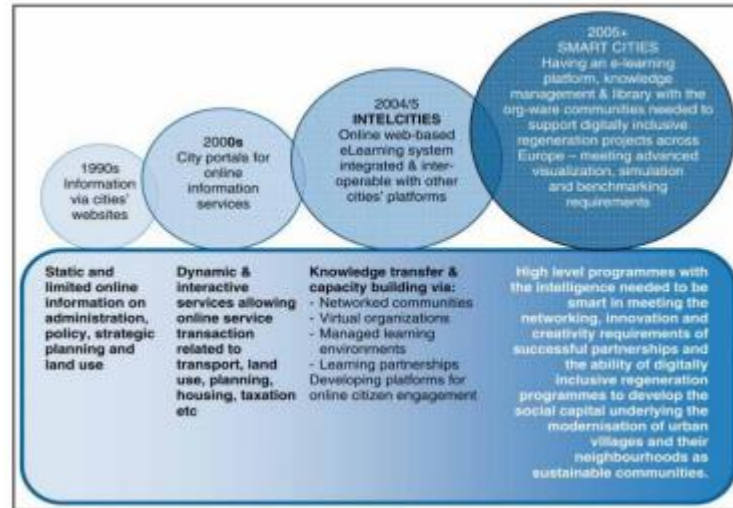 1990s
Information
via cities'
websites
2000s
City portals for
online
information
services
2004/5
INTELCITIES
Online web-based
eLearning system
integrated & inter-
operable with other
cities' platforms
2005+
SMART CITIES
Having an e-learning
platform, knowledge
management & library with the
org-ware communities needed to
support digitally inclusive
regeneration projects across
Europe – meeting advanced
visualization, simulation
and benchmarking
requirements
Static and
limited online
information on
administration,
policy, strategic
planning and
land use
Dynamic &
interactive
services allowing
online service
transaction
related to
transport, land
use, planning,
housing, taxation
etc
Knowledge transfer &
capacity building via:
- Networked communities
- Virtual organizations
- Managed learning
environments
- Learning partnerships
Developing platforms for
online citizen engagement
High level programmes with
the intelligence needed to be
smart in meeting the
networking, innovation and
creativity requirements of
successful partnerships and
the ability of digitally
inclusive regeneration
programmes to develop the
social capital underlying the
modernisation of urban
villages and their
neighbourhoods as
sustainable communities.